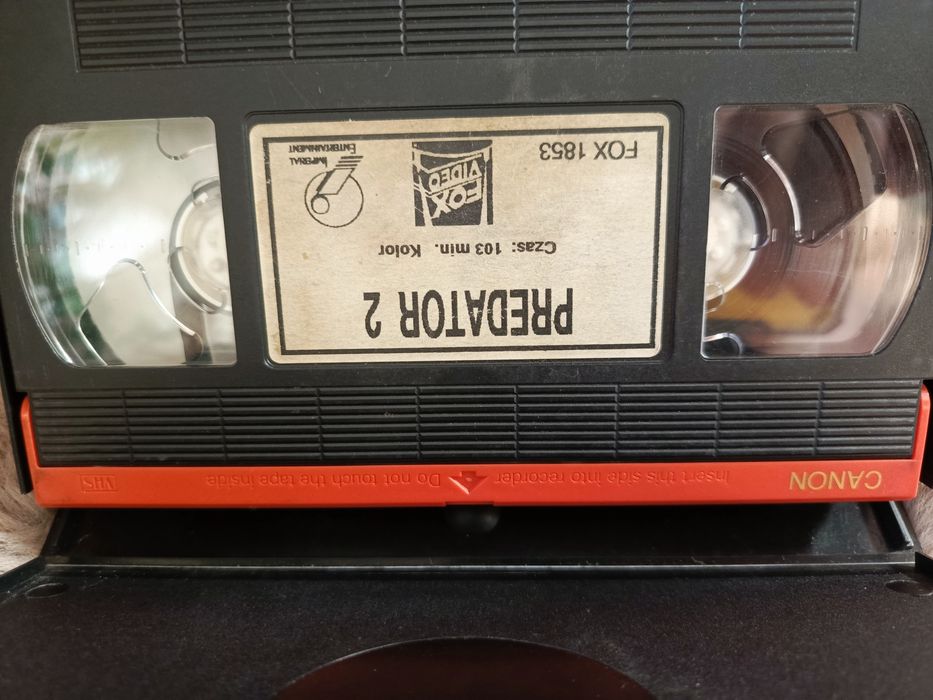 CANON
Insert this side into recorder Do not touch the tape inside
VHS
PREDATOR 2
Czas: 103 min. Kolor
FOX 1853
FOX
VIDEO
IMPERIAL
ENTERTAINMENT